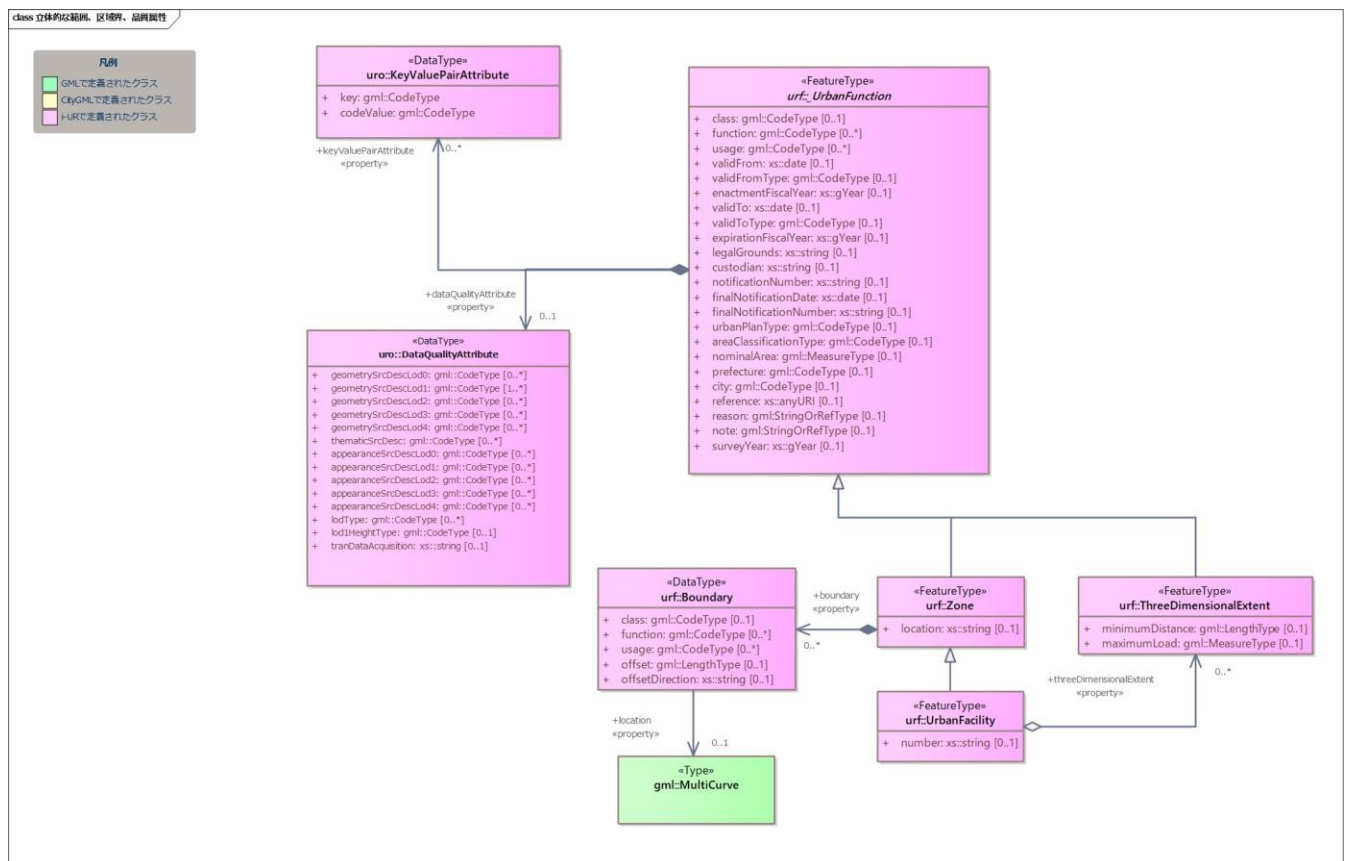 class 立体的な範囲、区域界、品質属性
凡例
GMLで定義されたクラス
CityGMLで定義されたクラス
i-URで定義されたクラス
«DataType»
uro::KeyValuePairAttribute
+ key: gml::CodeType
+ codeValue: gml::CodeType
+keyValuePairAttribute
«property»
0..*
«FeatureType»
urf::_UrbanFunction
+ class: gml::CodeType [0..1]
+ function: gml::CodeType [0..*]
+ usage: gml::CodeType [0..*]
+ validFrom: xs::date [0..1]
+ validFromType: gml::CodeType [0..1]
+ enactmentFiscalYear: xs::gYear [0..1]
+ validTo: xs::date [0..1]
+ validToType: gml::CodeType [0..1]
+ expirationFiscalYear: xs::gYear [0..1]
+ legalGrounds: xs::string [0..1]
+ custodian: xs::string [0..1]
+ notificationNumber: xs::string [0..1]
+ finalNotificationDate: xs::date [0..1]
+ finalNotificationNumber: xs::string [0..1]
+ urbanPlanType: gml::CodeType [0..1]
+ areaClassificationType: gml::CodeType [0..1]
+ nominalArea: gml::MeasureType [0..1]
+ prefecture: gml::CodeType [0..1]
+ city: gml::CodeType [0..1]
+ reference: xs::anyURI [0..1]
+ reason: gml:StringOrRefType [0..1]
+ note: gml:StringOrRefType [0..1]
+ surveyYear: xs::gYear [0..1]
+dataQualityAttribute
«property»
0..1
«DataType»
uro::DataQualityAttribute
+ geometrySrcDescLod0: gml::CodeType [0..*]
+ geometrySrcDescLod1: gml::CodeType [1..*]
+ geometrySrcDescLod2: gml::CodeType [0..*]
+ geometrySrcDescLod3: gml::CodeType [0..*]
+ geometrySrcDescLod4: gml::CodeType [0..*]
+ thematicSrcDesc: gml::CodeType [0..*]
+ appearanceSrcDescLod0: gml::CodeType [0..*]
+ appearanceSrcDescLod1: gml::CodeType [0..*]
+ appearanceSrcDescLod2: gml::CodeType [0..*]
+ appearanceSrcDescLod3: gml::CodeType [0..*]
+ appearanceSrcDescLod4: gml::CodeType [0..*]
+ lodType: gml::CodeType [0..*]
+ lod1HeightType: gml::CodeType [0..1]
+ tranDataAcquisition: xs::string [0..1]
«DataType»
urf::Boundary
+ class: gml::CodeType [0..1]
+ function: gml::CodeType [0..*]
+ usage: gml::CodeType [0..*]
+ offset: gml::LengthType [0..1]
+ offsetDirection: xs::string [0..1]
+boundary
«property»
0..*
«FeatureType»
urf::Zone
+ location: xs::string [0..1]
«FeatureType»
urf::ThreeDimensionalExtent
+ minimumDistance: gml::LengthType [0..1]
+ maximumLoad: gml::MeasureType [0..1]
+threeDimensionalExtent
«property»
0..*
«FeatureType»
urf::UrbanFacility
+ number: xs::string [0..1]
+location
«property»
0..1
«Type»
gml::MultiCurve